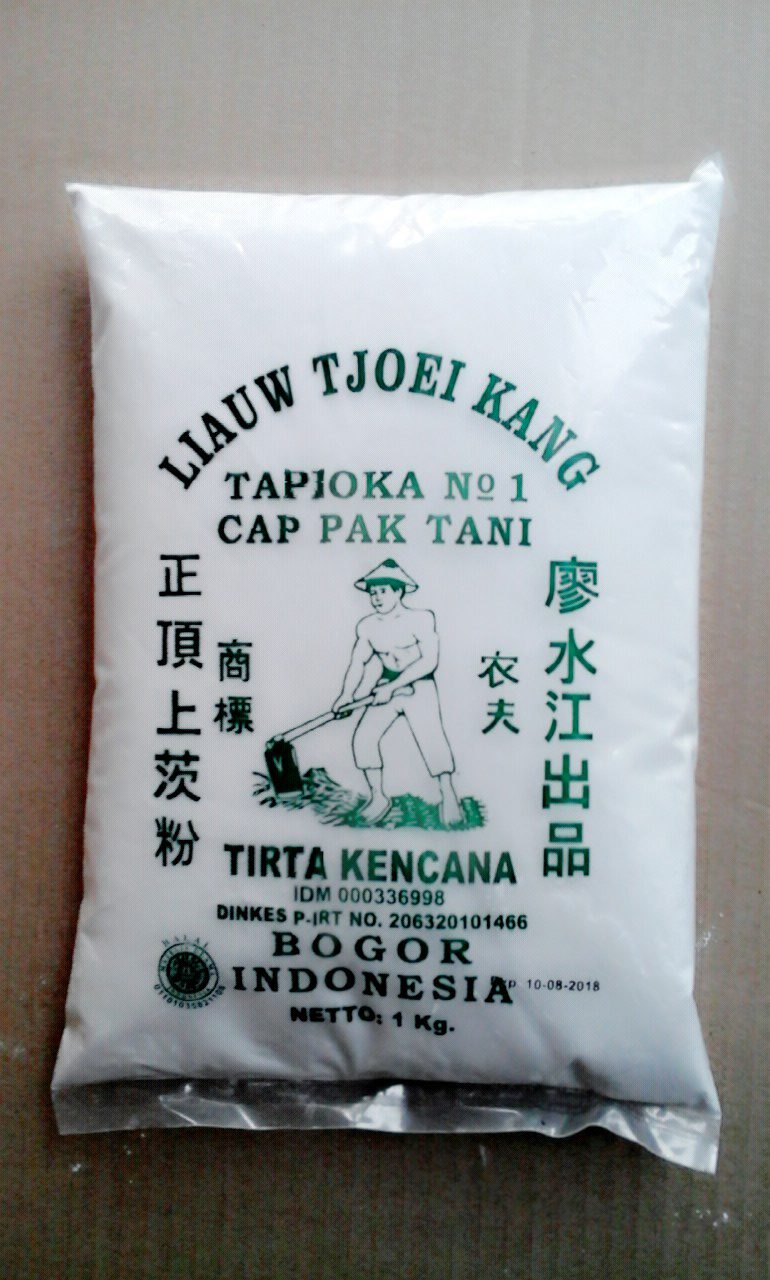 LIAUW TJOEI KANG
TAPIOKA Nº 1
CAP PAK TANI
正頂上茨粉
商標
农夫
廖水江出品
TIRTA KENCANA
IDM 000336998
DINKES P-IRT NO. 206320101466
BOGOR
INDONESIA
10-08-2018
NETTO: 1 Kg.
HALAL